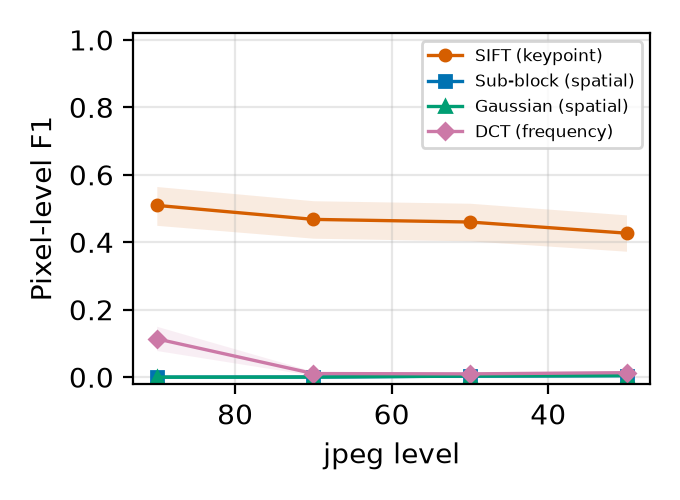 1.0
0.8
0.6
0.4
0.2
0.0
Pixel-level F1
SIFT (keypoint)
Sub-block (spatial)
Gaussian (spatial)
DCT (frequency)
80 60 40
jpeg level